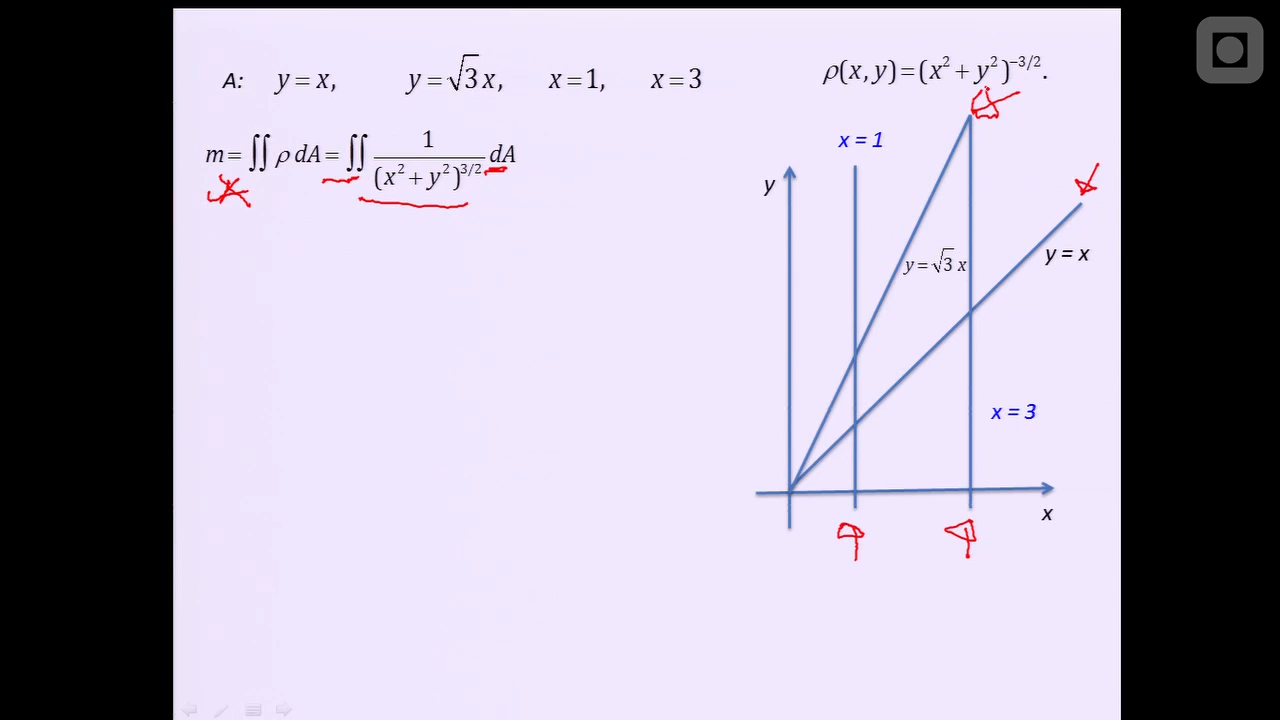 A: y = x, y = √3 x, x = 1, x = 3
ρ(x, y) = (x² + y²)^{−3/2}.
m = ∬ ρ dA = ∬ 1/(x² + y²)^{3/2} dA
x = 1
y
y = √3 x
y = x
x = 3
x